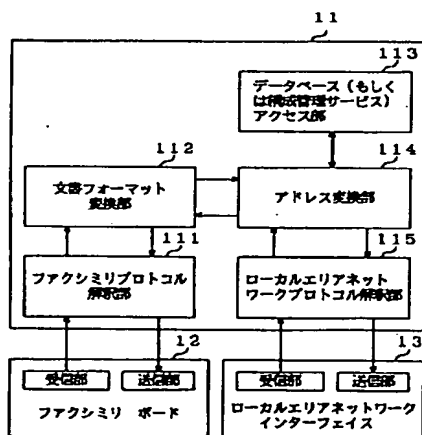 11
113
データベース（もしく
は構成管理サービス）
アクセス部
112
114
文書フォーマット
変換部
アドレス変換部
111
115
ファクシミリプロトコル
解釈部
ローカルエリアネット
ワークプロトコル解釈部
12
13
受信部
送信部
受信部
送信部
ファクシミリ ボード
ローカルエリアネットワーク
インターフェイス